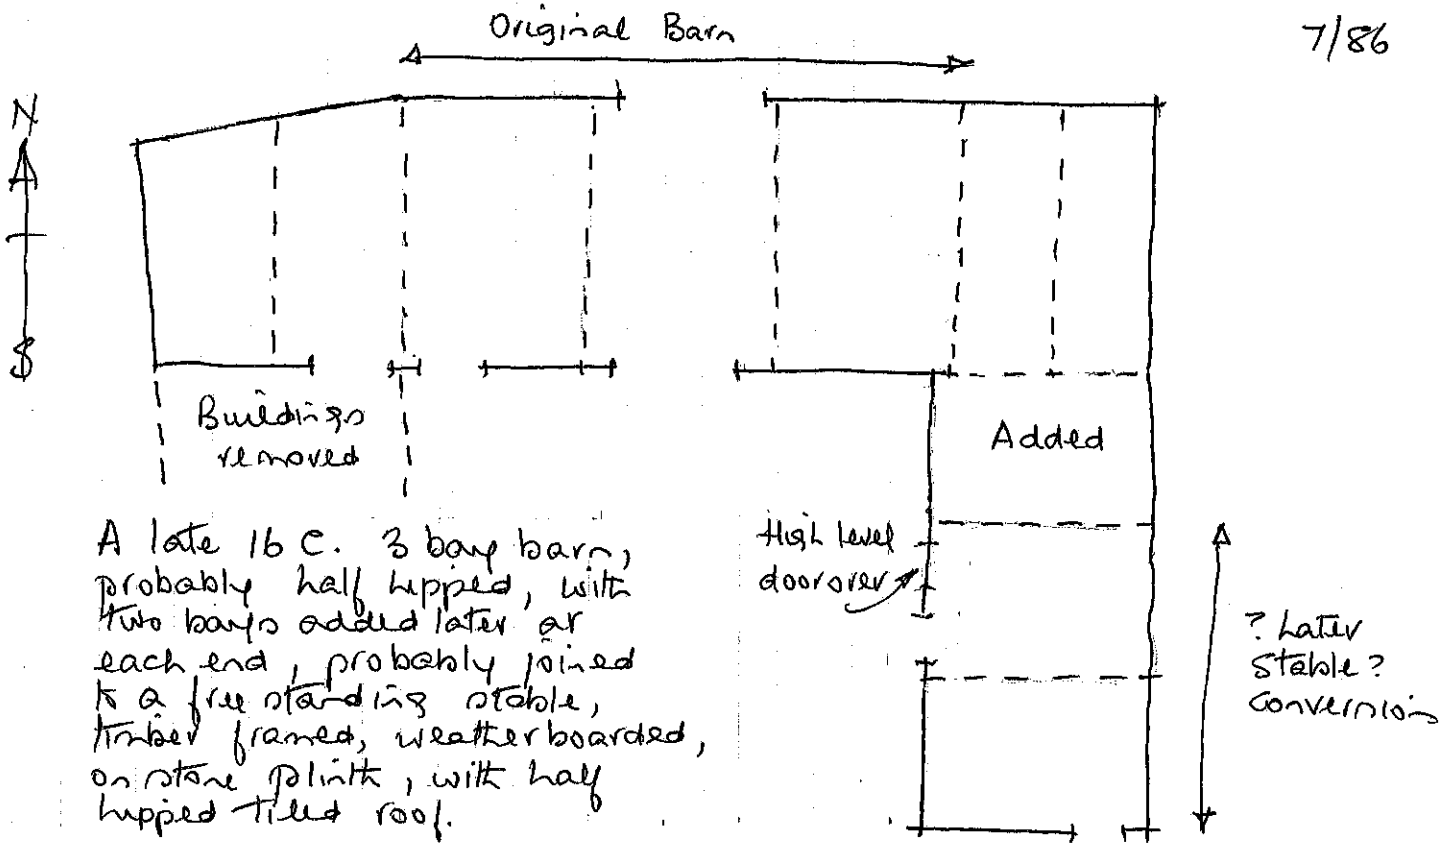 Original Barn
7/86
N
S
Buildings
removed
Added
High level
door over
? Later
Stable?
Conversion
A late 16 C. 3 bay barn,
probably half hipped, with
two bays added later at
each end, probably joined
to a free standing stable,
timber framed, weatherboarded,
on stone plinth, with half
hipped tiled roof.